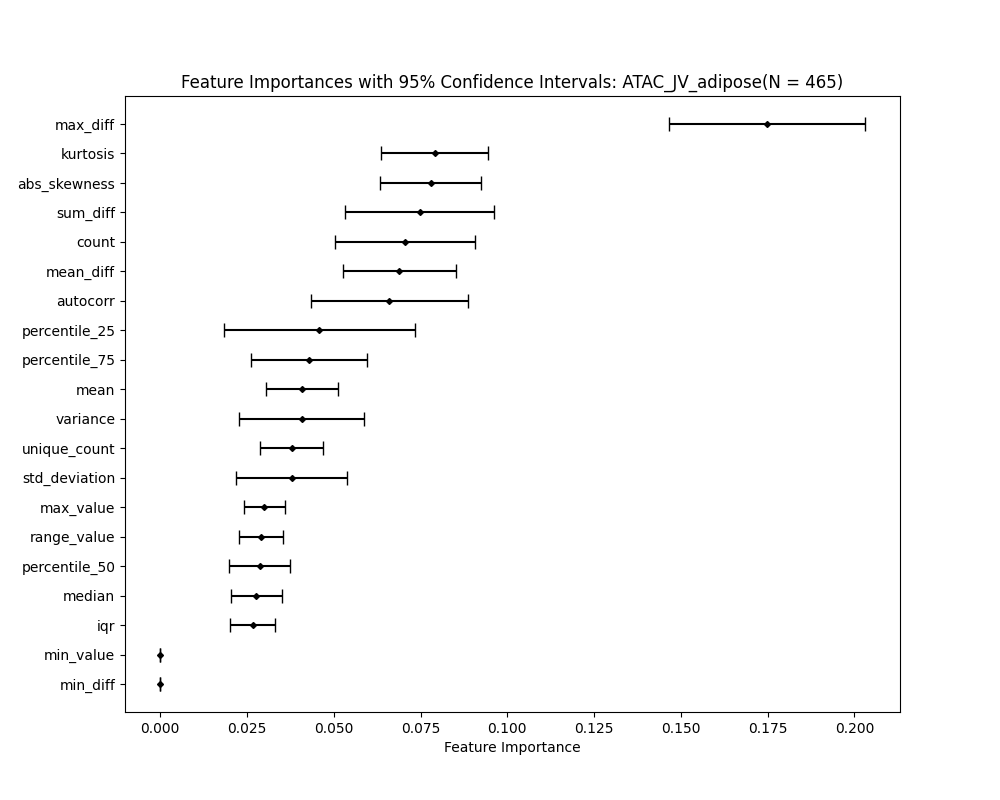 Feature Importances with 95% Confidence Intervals: ATAC_JV_adipose(N = 465)
max_diff
kurtosis
abs_skewness
sum_diff
count
mean_diff
autocorr
percentile_25
percentile_75
mean
variance
unique_count
std_deviation
max_value
range_value
percentile_50
median
iqr
min_value
min_diff
0.000 0.025 0.050 0.075 0.100 0.125 0.150 0.175 0.200
Feature Importance